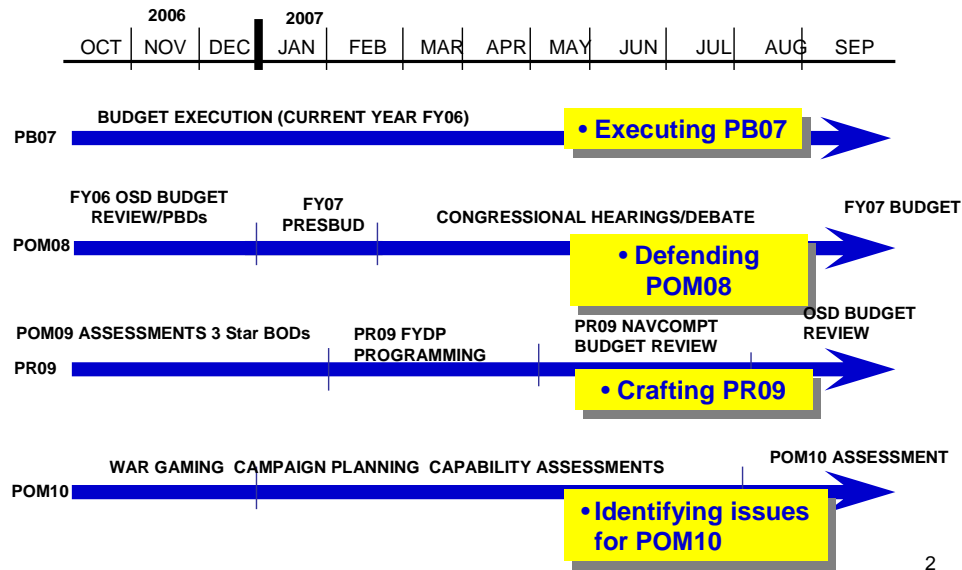 2006 2007
OCT NOV DEC JAN FEB MAR APR MAY JUN JUL AUG SEP
BUDGET EXECUTION (CURRENT YEAR FY06)
PB07
• Executing PB07
FY06 OSD BUDGET
REVIEW/PBDs
FY07
PRESBUD
CONGRESSIONAL HEARINGS/DEBATE
FY07 BUDGET
POM08
• Defending
POM08
POM09 ASSESSMENTS 3 Star BODs
PR09 FYDP
PROGRAMMING
PR09 NAVCOMPT
BUDGET REVIEW
OSD BUDGET
REVIEW
PR09
• Crafting PR09
WAR GAMING CAMPAIGN PLANNING CAPABILITY ASSESSMENTS
POM10 ASSESSMENT
POM10
• Identifying issues
for POM10
2